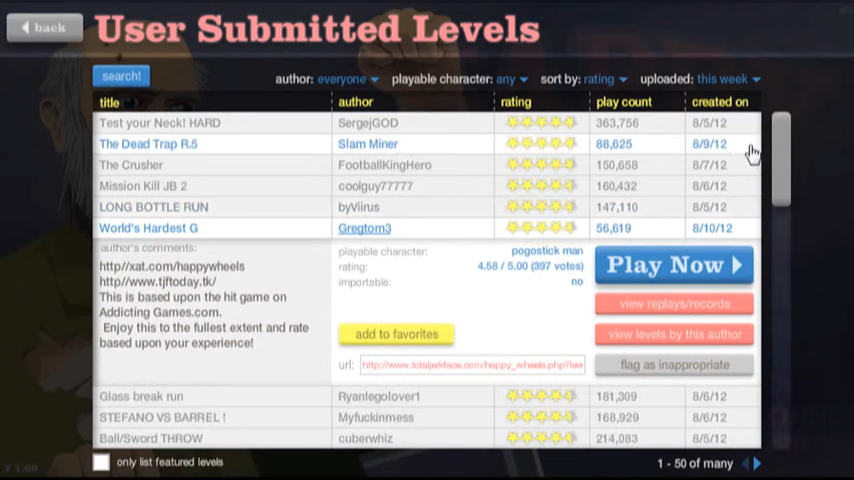 back
User Submitted Levels
search!
author: everyone playable character: any sort by: rating uploaded: this week
title author rating play count created on
Test your Neck! HARD SergejGOD 363,756 8/5/12
The Dead Trap R.5 Slam Miner 88,625 8/9/12
The Crusher FootballKingHero 150,658 8/7/12
Mission Kill JB 2 coolguy77777 160,432 8/6/12
LONG BOTTLE RUN byViirus 147,110 8/5/12
World's Hardest G Gregtom3 56,619 8/10/12
author's comments:
http//xat.com/happywheels
http//www.tjftoday.tk/
This is based upon the hit game on
Addicting Games.com.
Enjoy this to the fullest extent and rate
based upon your experience!
playable character: pogostick man
rating: 4.58 / 5.00 (397 votes)
importable: no
add to favorites
url: http://www.totaljerkface.com/happy_wheels.php?lev
Play Now
view replays/records
view levels by this author
flag as inappropriate
Glass break run Ryanlegolover1 181,309 8/6/12
STEFANO VS BARREL ! Myfuckinmess 168,929 8/6/12
Ball/Sword THROW cuberwhiz 214,083 8/5/12
only list featured levels
1 - 50 of many